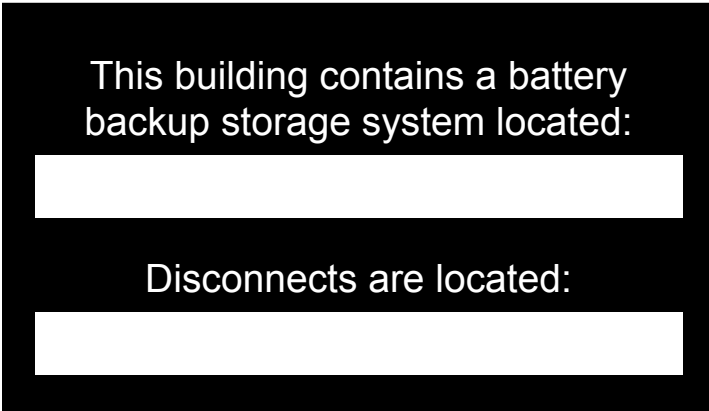 This building contains a battery
backup storage system located:
Disconnects are located: